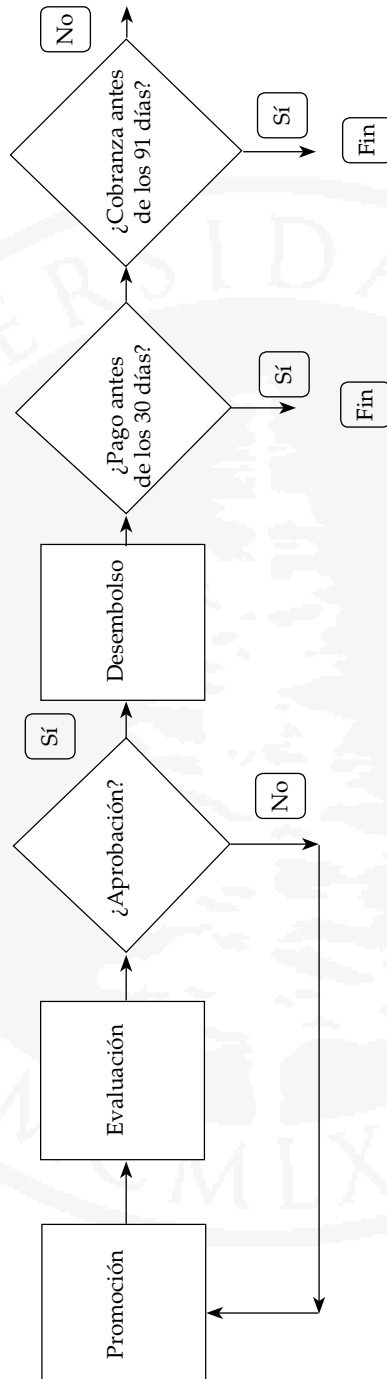 Promoción
Evaluación
¿Aprobación?
No
Sí
Desembolso
¿Pago antes
de los 30 días?
Sí
Fin
¿Cobranza antes
de los 91 días?
Sí
Fin
No